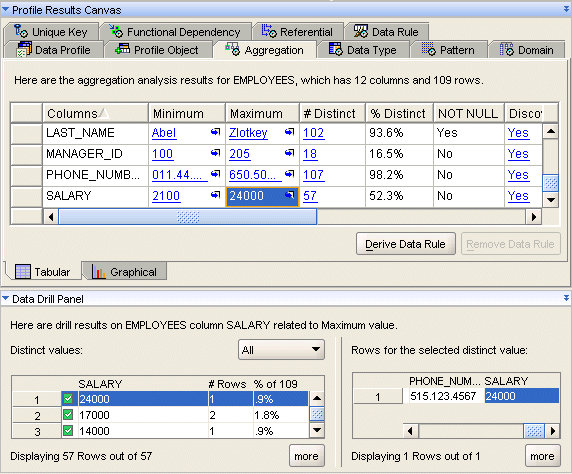 Profile Results Canvas
Unique Key Functional Dependency Referential Data Rule
Data Profile Profile Object Aggregation Data Type Pattern Domain
Here are the aggregation analysis results for EMPLOYEES, which has 12 columns and 109 rows.
Columns Minimum Maximum # Distinct % Distinct NOT NULL Disco
LAST_NAME Abel Zlotkey 102 93.6% Yes Yes
MANAGER_ID 100 205 18 16.5% No Yes
PHONE_NUMB... 011.44.... 650.50... 107 98.2% No Yes
SALARY 2100 24000 57 52.3% No Yes
Derive Data Rule Remove Data Rule
Tabular Graphical
Data Drill Panel
Here are drill results on EMPLOYEES column SALARY related to Maximum value.
Distinct values: All Rows for the selected distinct value:
SALARY # Rows % of 109
1 24000 1 .9%
2 17000 2 1.8%
3 14000 1 .9%
PHONE_NUM... SALARY
1 515.123.4567 24000
Displaying 57 Rows out of 57 more Displaying 1 Rows out of 1 more